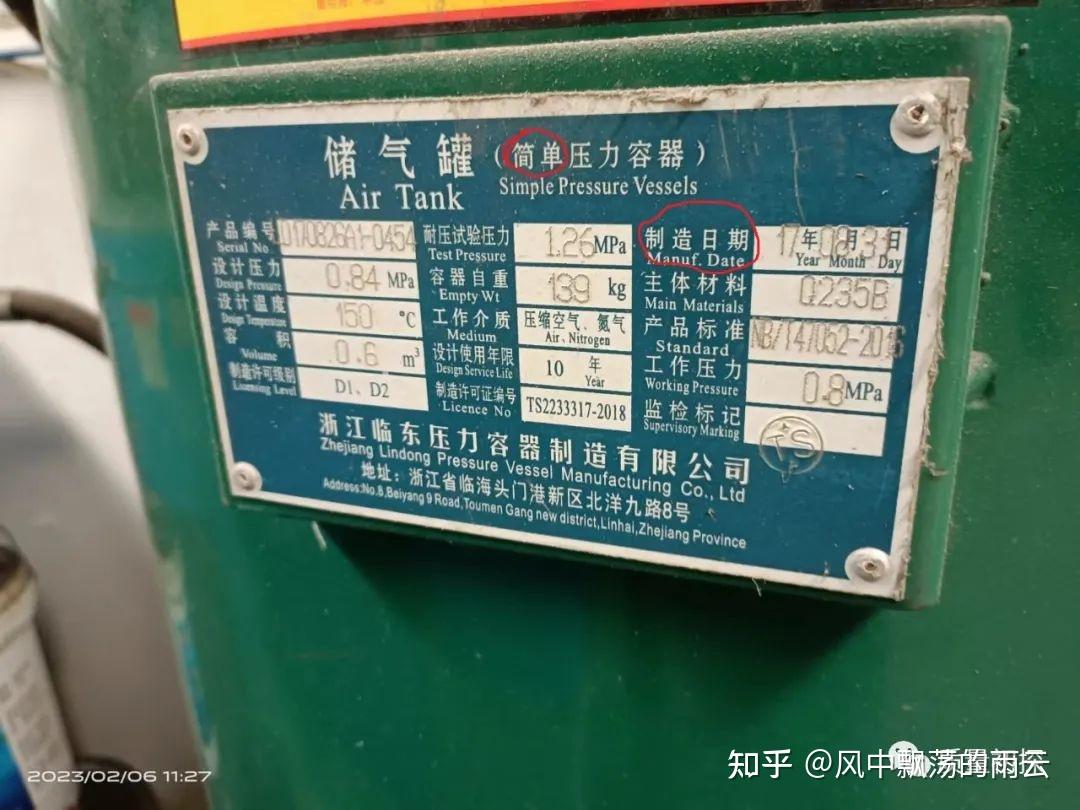 储气罐（简单压力容器）
Air Tank Simple Pressure Vessels
产品编号 Serial No. LD170826A1-0454 耐压试验压力 Test Pressure 1.26 MPa 制造日期 Manuf. Date 17年 Year 08月 Month 31日 Day
设计压力 Design Pressure 0.84 MPa 容器自重 Empty Wt 139 kg 主体材料 Main Materials Q235B
设计温度 Design Temperature 150 ℃ 工作介质 Medium 压缩空气、氮气 Air、Nitrogen 产品标准 Standard NB/T47052-2016
容积 Volume 0.6 m³ 设计使用年限 Design Service Life 10 年 Year 工作压力 Working Pressure 0.8 MPa
制造许可级别 Licensing Level D1、D2 制造许可证编号 Licence No TS2233317-2018 监检标记 Supervisory Marking TS
浙江临东压力容器制造有限公司
Zhejiang Lindong Pressure Vessel Manufacturing Co., Ltd
地址：浙江省临海头门港新区北洋九路8号
Address:No.8,Beiyang 9 Road,Toumen Gang new district,Linhai,Zhejiang Province
2023/02/06 11:27
知乎 @风中飘荡的雨云